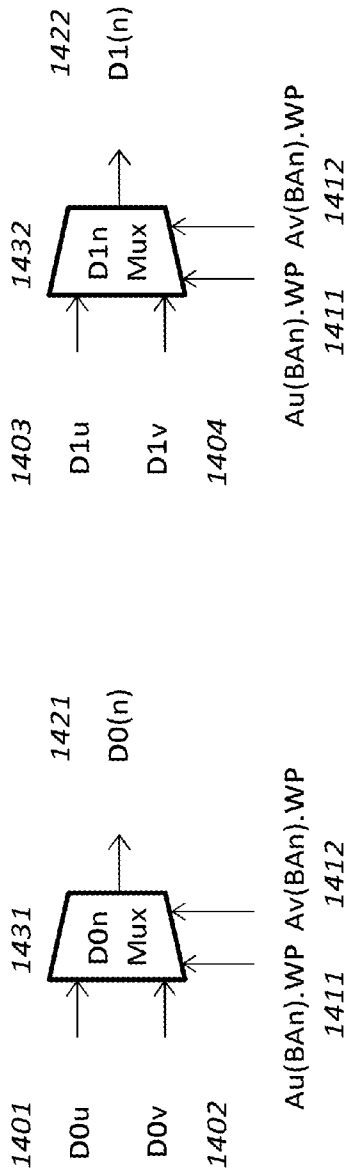 1401
1431
1421
D0u
D0n
Mux
D0(n)
D0v
1402
Au(BAn).WP Av(BAn).WP
1411
1412
1403
1432
1422
D1u
D1n
Mux
D1(n)
D1v
1404
Au(BAn).WP Av(BAn).WP
1411
1412